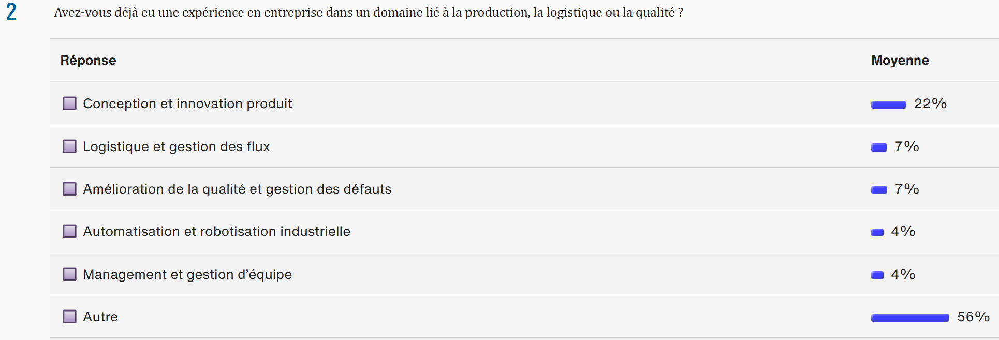 2 Avez-vous déjà eu une expérience en entreprise dans un domaine lié à la production, la logistique ou la qualité ?
Réponse Moyenne
Conception et innovation produit 22%
Logistique et gestion des flux 7%
Amélioration de la qualité et gestion des défauts 7%
Automatisation et robotisation industrielle 4%
Management et gestion d’équipe 4%
Autre 56%